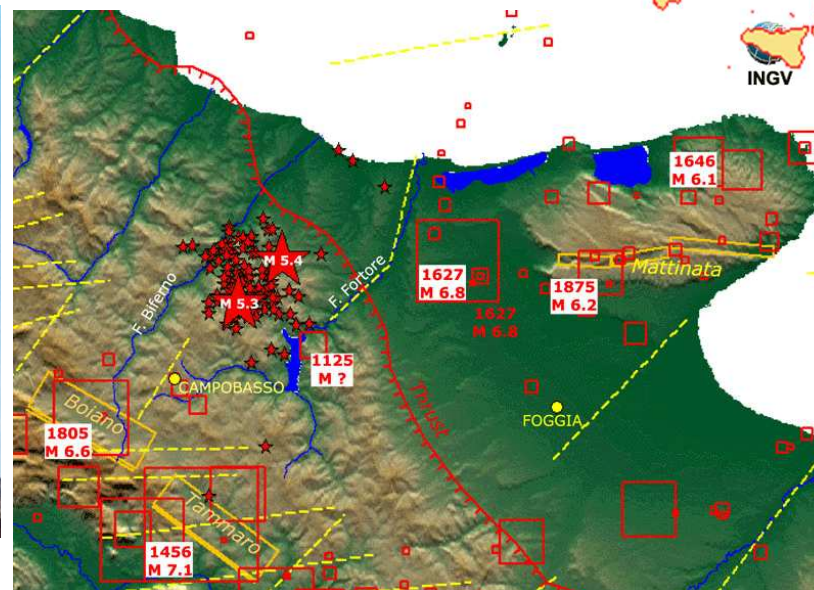 INGV
1646
M 6.1
M 5.4
M 5.3
F. Biferno
F. Fortore
1627
M 6.8
1627
M 6.8
Mattinata
1875
M 6.2
1125
M ?
CAMPOBASSO
Thrust
FOGGIA
Boiano
1805
M 6.6
Tammaro
1456
M 7.1